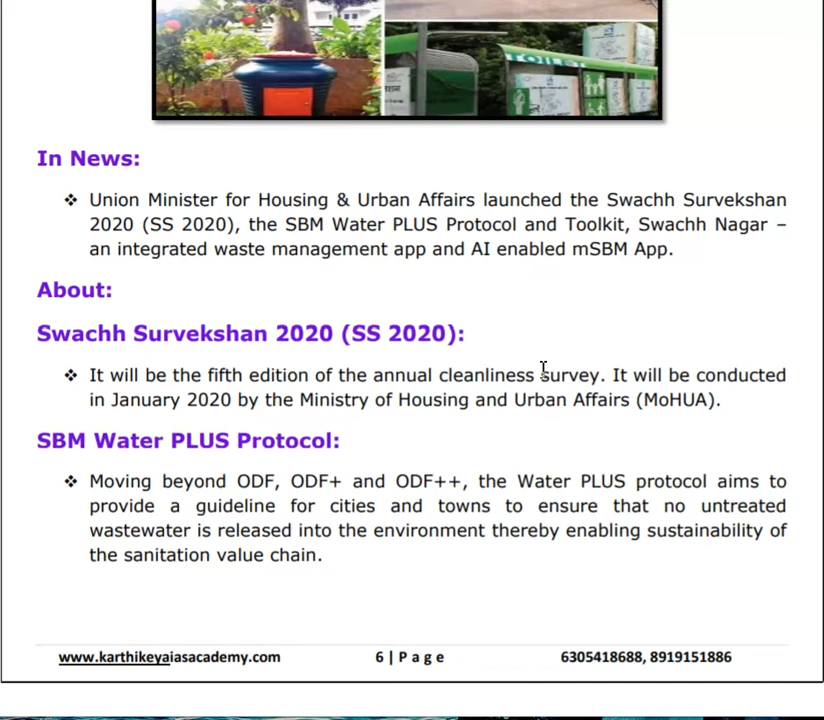 TOILET
In News:
❖ Union Minister for Housing & Urban Affairs launched the Swachh Survekshan
2020 (SS 2020), the SBM Water PLUS Protocol and Toolkit, Swachh Nagar –
an integrated waste management app and AI enabled mSBM App.
About:
Swachh Survekshan 2020 (SS 2020):
❖ It will be the fifth edition of the annual cleanliness survey. It will be conducted
in January 2020 by the Ministry of Housing and Urban Affairs (MoHUA).
SBM Water PLUS Protocol:
❖ Moving beyond ODF, ODF+ and ODF++, the Water PLUS protocol aims to
provide a guideline for cities and towns to ensure that no untreated
wastewater is released into the environment thereby enabling sustainability of
the sanitation value chain.
www.karthikeyaiasacademy.com 6 | P a g e 6305418688, 8919151886